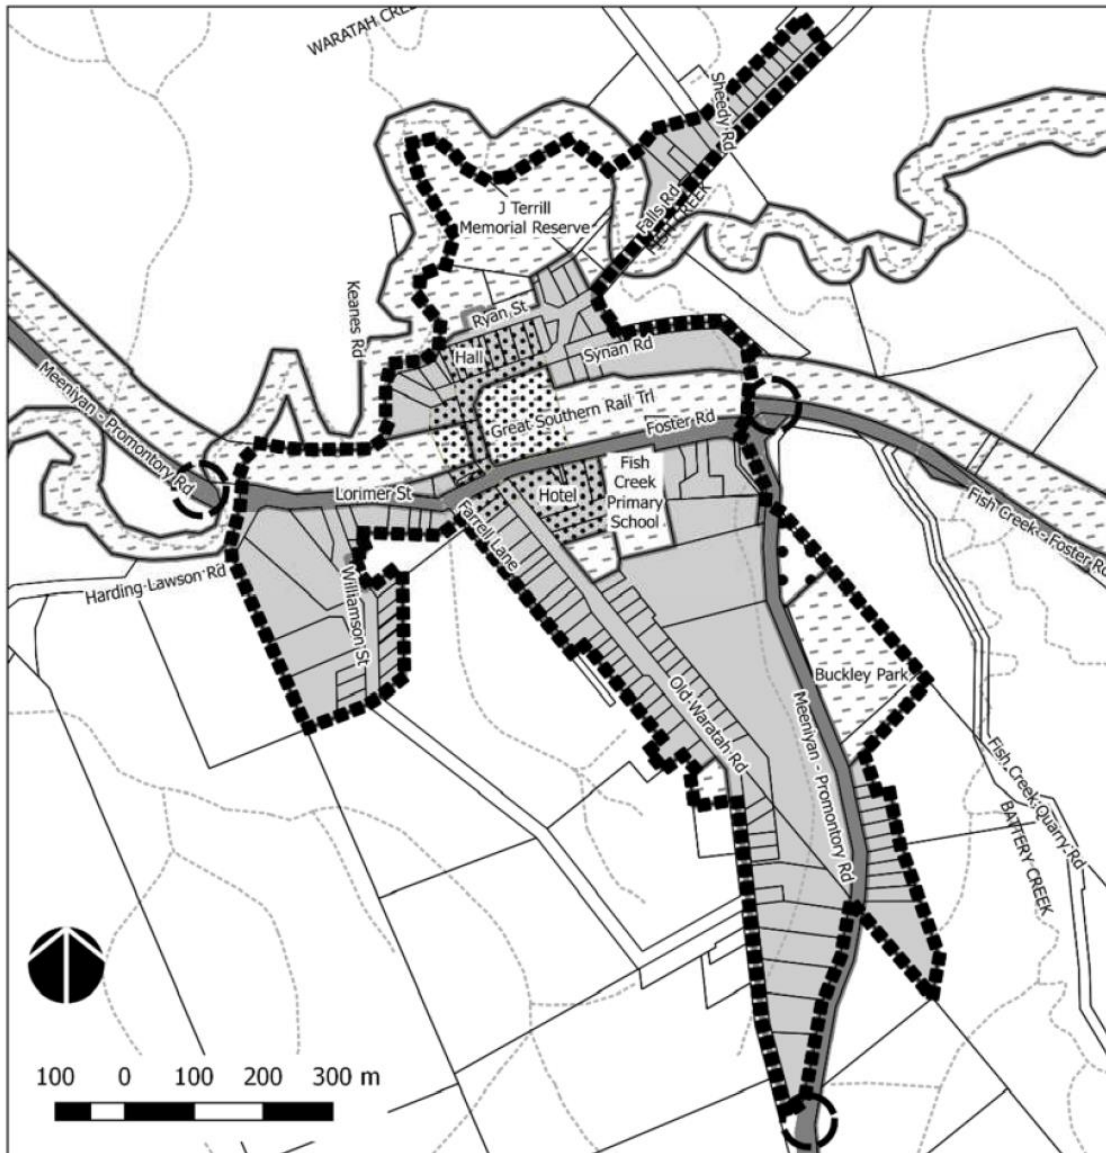 WARATAH CREE
Sheedy Rd
J Terrill
Memorial Reserve
Falls Rd
CREEK
Keanes Rd
Ryan St
Hall
Synan Rd
Meeniyan - Promontory Rd
Great Southern Rail Trl
Foster Rd
Lorimer St
Hotel
Fish
Creek
Primary
School
Farrell Lane
Fish Creek - Foster Rd
Harding-Lawson Rd
Williamson St
Buckley Park
Old Waratah Rd
Meeniyan - Promontory Rd
Fish Creek Quarry Rd
BATTERY CREEK
100 0 100 200 300 m